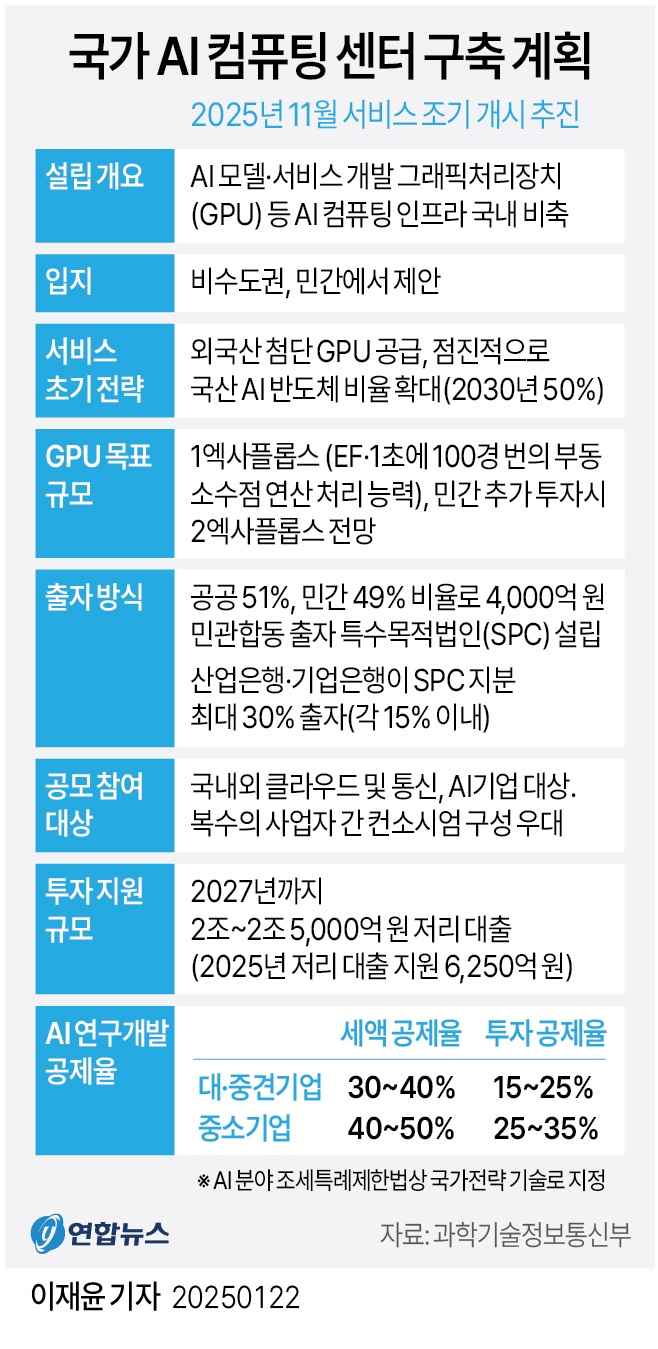 국가 AI 컴퓨팅 센터 구축 계획
2025년 11월 서비스 조기 개시 추진
설립 개요
AI 모델·서비스 개발 그래픽처리장치
(GPU) 등 AI 컴퓨팅 인프라 국내 비축
입지
비수도권, 민간에서 제안
서비스
초기 전략
외국산 첨단 GPU 공급, 점진적으로
국산 AI 반도체 비율 확대(2030년 50%)
GPU 목표
규모
1엑사플롭스 (EF·1초에 100경 번의 부동
소수점 연산 처리 능력), 민간 추가 투자시
2엑사플롭스 전망
출자 방식
공공 51%, 민간 49% 비율로 4,000억 원
민관합동 출자 특수목적법인(SPC) 설립
산업은행·기업은행이 SPC 지분
최대 30% 출자(각 15% 이내)
공모 참여
대상
국내외 클라우드 및 통신, AI기업 대상.
복수의 사업자 간 컨소시엄 구성 우대
투자 지원
규모
2027년까지
2조~2조 5,000억 원 저리 대출
(2025년 저리 대출 지원 6,250억 원)
AI 연구개발
공제율
세액 공제율 투자 공제율
대·중견기업 30~40% 15~25%
중소기업 40~50% 25~35%
※ AI 분야 조세특례제한법상 국가전략 기술로 지정
y 연합뉴스
자료: 과학기술정보통신부
이재윤 기자 20250122